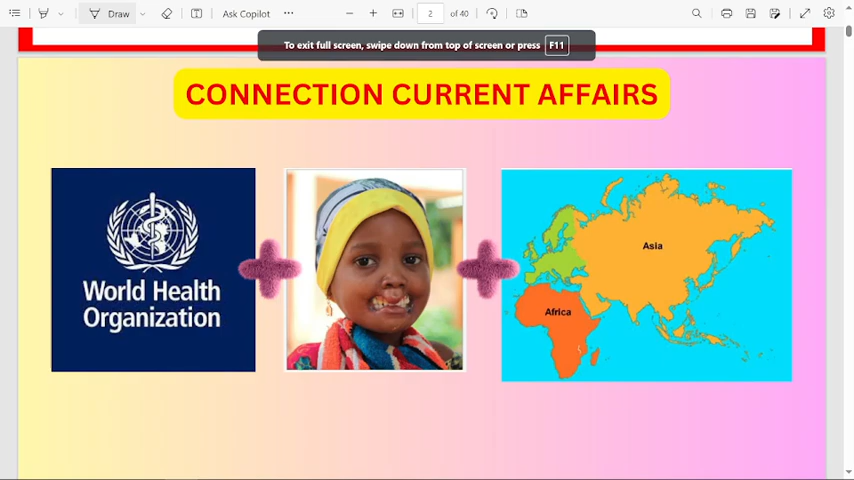 Draw
Ask Copilot
2 of 40
To exit full screen, swipe down from top of screen or press F11
CONNECTION CURRENT AFFAIRS
World Health
Organization
Asia
Africa